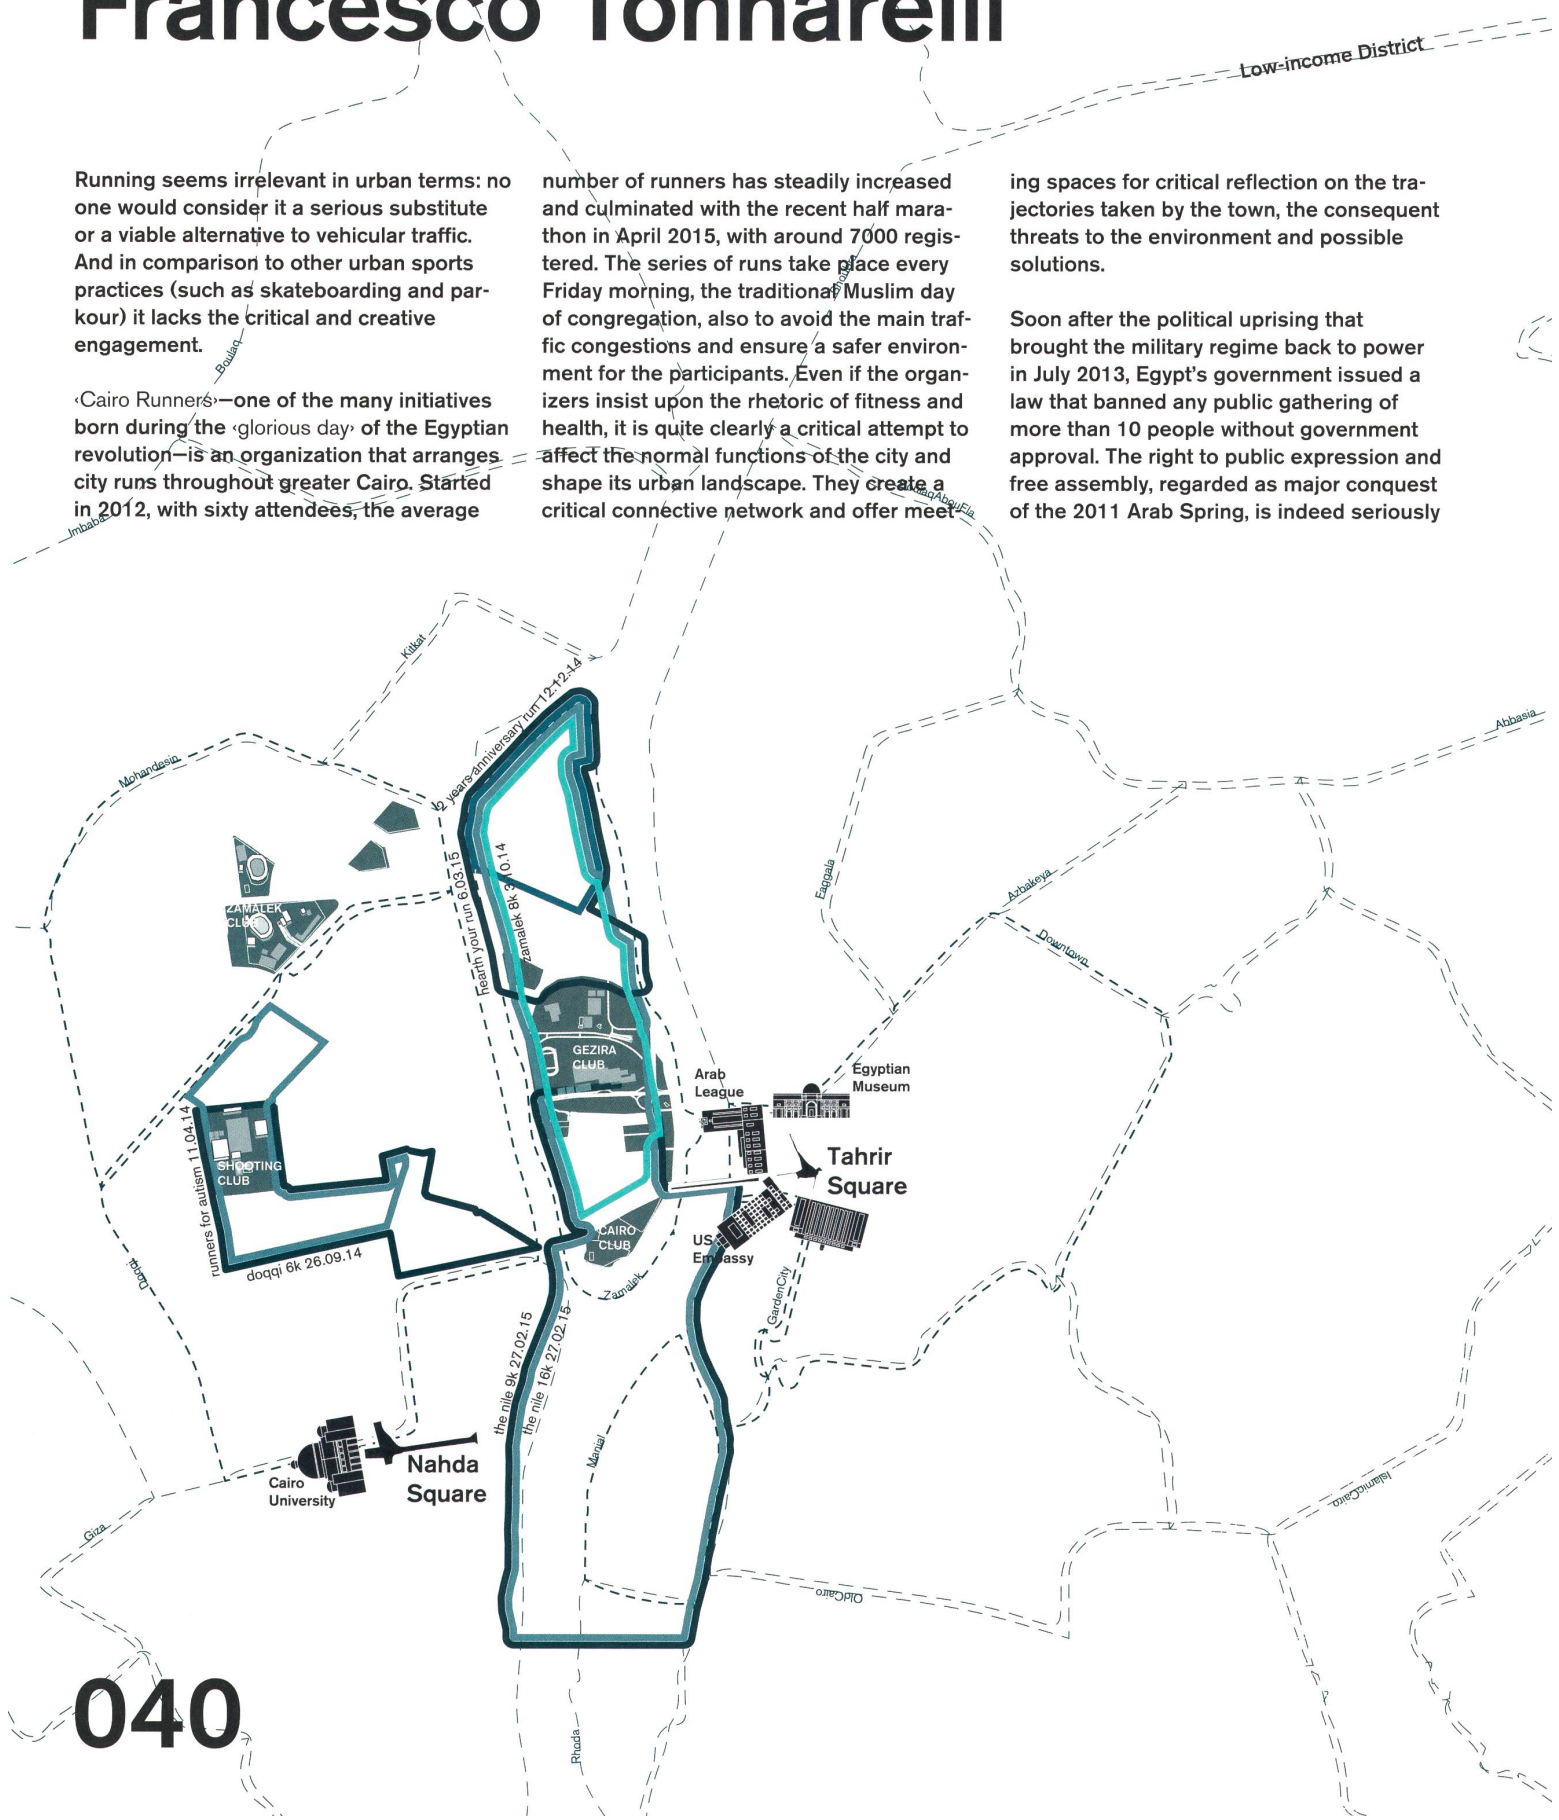 Francesco Tonnarelli
Low-income District
Running seems irrelevant in urban terms: no
one would consider it a serious substitute
or a viable alternative to vehicular traffic.
And in comparison to other urban sports
practices (such as skateboarding and par-
kour) it lacks the critical and creative
engagement.
‹Cairo Runners›—one of the many initiatives
born during the ‹glorious day› of the Egyptian
revolution—is an organization that arranges
city runs throughout greater Cairo. Started
in 2012, with sixty attendees, the average
number of runners has steadily increased
and culminated with the recent half mara-
thon in April 2015, with around 7000 regis-
tered. The series of runs take place every
Friday morning, the traditional Muslim day
of congregation, also to avoid the main traf-
fic congestions and ensure a safer environ-
ment for the participants. Even if the organ-
izers insist upon the rhetoric of fitness and
health, it is quite clearly a critical attempt to
affect the normal functions of the city and
shape its urban landscape. They create a
critical connective network and offer meet-
ing spaces for critical reflection on the tra-
jectories taken by the town, the consequent
threats to the environment and possible
solutions.
Soon after the political uprising that
brought the military regime back to power
in July 2013, Egypt's government issued a
law that banned any public gathering of
more than 10 people without government
approval. The right to public expression and
free assembly, regarded as major conquest
of the 2011 Arab Spring, is indeed seriously
Boulaq
Imbaba
Kitkat
2 years anniversary run 12.12.14
Mohandesin
Abbasia
hearth your run 6.03.15
zamalek 8k 3.10.14
Faggala
Azbakeya
Downtown
ZAMALEK
CLUB
GEZIRA
CLUB
Arab
League
Egyptian
Museum
Tahrir
Square
SHOOTING
CLUB
runners for autism 11.04.14
doqqi 6k 26.09.14
CAIRO
CLUB
US
Embassy
Doqqi
Zamalek
GardenCity
the nile 9k 27.02.15
the nile 16k 27.02.15
Manial
Cairo
University
Nahda
Square
IslamicCairo
Giza
OldCairo
Rhoda
040